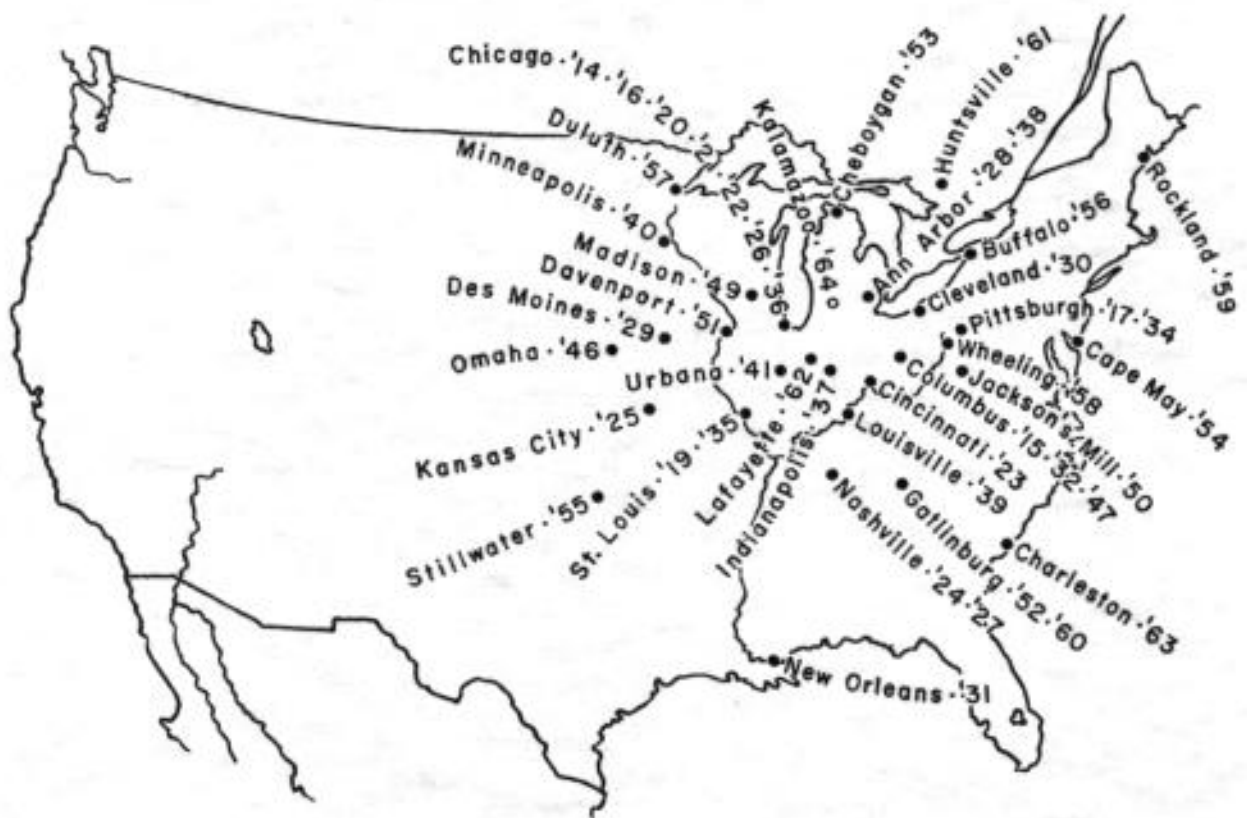 Chicago · '14 · '16 · '20 · '21 · '22 · '26 · '36
Duluth · '57
Minneapolis · '40
Madison · '49
Davenport · '51
Des Moines · '29
Omaha · '46
Urbana · '41
Kansas City · '25
Stillwater · '55
St. Louis · '19 · '35
Lafayette · '62
Indianapolis · '37
Kalamazoo · '64
Cheboygan · '53
Huntsville · '61
Ann Arbor · '28 · '38
Buffalo · '56
Cleveland · '30
Rockland · '59
Pittsburgh · '17 · '34
Wheeling · '58
Cape May · '54
Jackson's Mill · '50
Columbus · '15 · '32 · '47
Cincinnati · '23
Louisville · '39
Gatlinburg · '52 · '60
Nashville · '24 · '27
Charleston · '63
New Orleans · '31